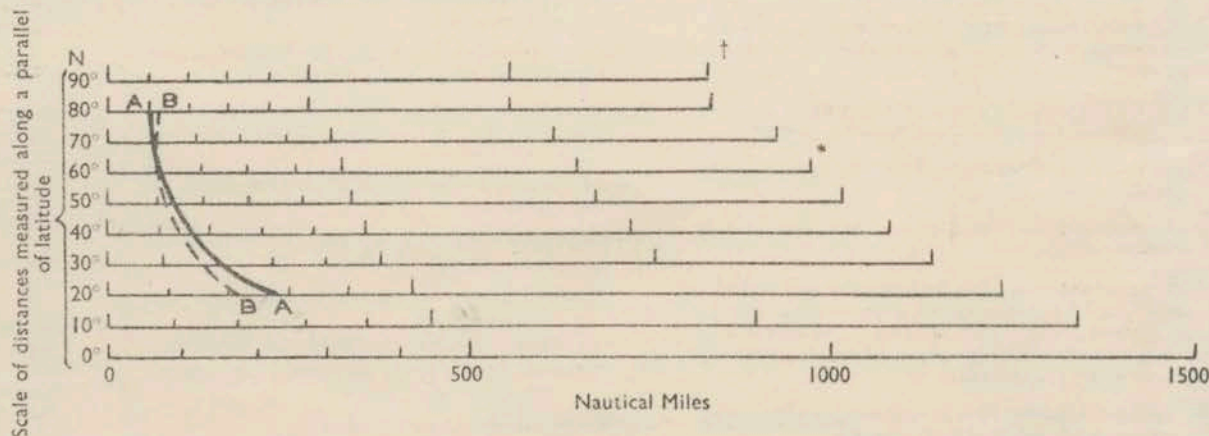 Scale of distances measured along a parallel
of latitude
N
†
90°
80°
A B
70°
60°
*
50°
40°
30°
20°
B A
10°
0°
0 500 1000 1500
Nautical Miles